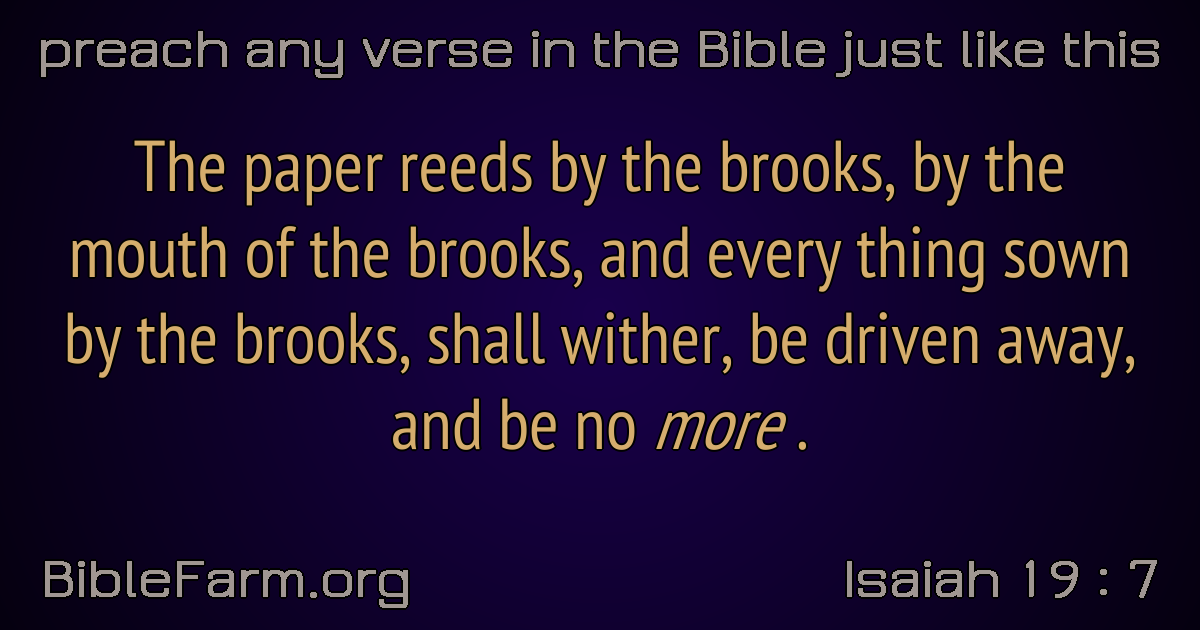 preach any verse in the Bible just like this
The paper reeds by the brooks, by the
mouth of the brooks, and every thing sown
by the brooks, shall wither, be driven away,
and be no more .
BibleFarm.org
Isaiah 19 : 7